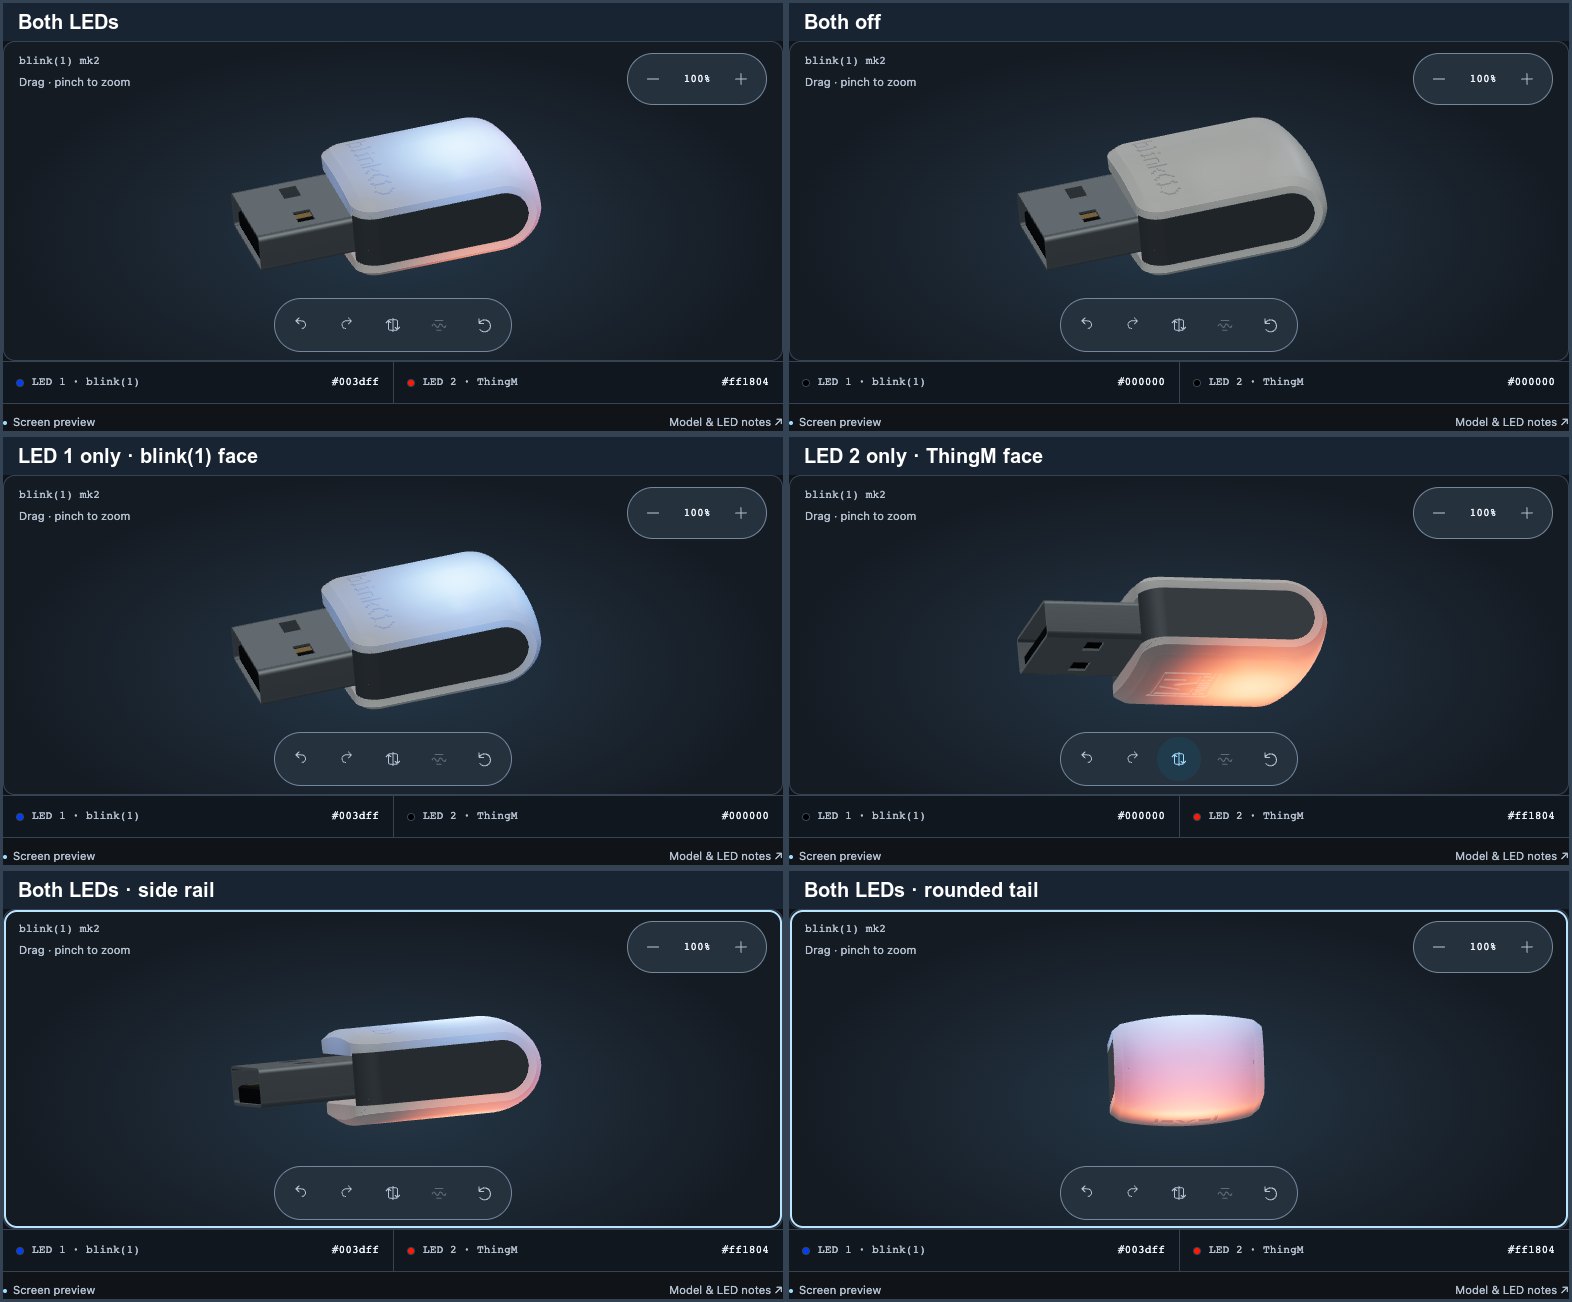 Both LEDs
blink(1) mk2
Drag · pinch to zoom
100%
blink(1)
LED 1 · blink(1)
#003dff
LED 2 · ThingM
#ff1804
Screen preview
Model & LED notes ↗
Both off
blink(1) mk2
Drag · pinch to zoom
100%
blink(1)
LED 1 · blink(1)
#000000
LED 2 · ThingM
#000000
Screen preview
Model & LED notes ↗
LED 1 only · blink(1) face
blink(1) mk2
Drag · pinch to zoom
100%
blink(1)
LED 1 · blink(1)
#003dff
LED 2 · ThingM
#000000
Screen preview
Model & LED notes ↗
LED 2 only · ThingM face
blink(1) mk2
Drag · pinch to zoom
100%
LED 1 · blink(1)
#000000
LED 2 · ThingM
#ff1804
Screen preview
Model & LED notes ↗
Both LEDs · side rail
blink(1) mk2
Drag · pinch to zoom
100%
LED 1 · blink(1)
#003dff
LED 2 · ThingM
#ff1804
Screen preview
Model & LED notes ↗
Both LEDs · rounded tail
blink(1) mk2
Drag · pinch to zoom
100%
LED 1 · blink(1)
#003dff
LED 2 · ThingM
#ff1804
Screen preview
Model & LED notes ↗